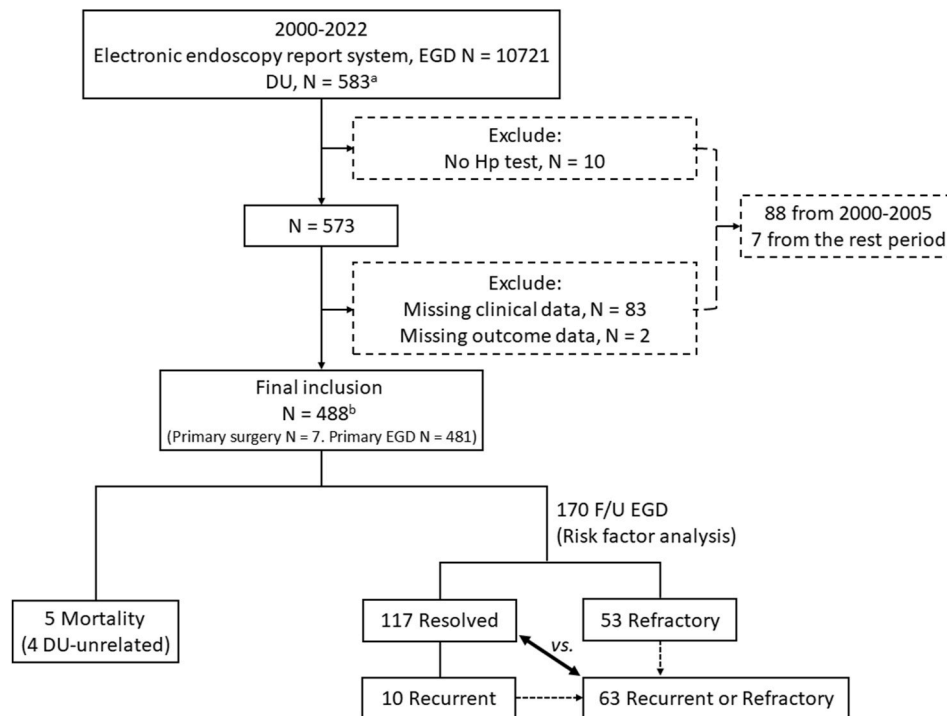 2000-2022
Electronic endoscopy report system, EGD N = 10721
DU, N = 583ᵃ
Exclude:
No Hp test, N = 10
N = 573
88 from 2000-2005
7 from the rest period
Exclude:
Missing clinical data, N = 83
Missing outcome data, N = 2
Final inclusion
N = 488ᵇ
(Primary surgery N = 7. Primary EGD N = 481)
170 F/U EGD
(Risk factor analysis)
5 Mortality
(4 DU-unrelated)
117 Resolved
53 Refractory
vs.
10 Recurrent
63 Recurrent or Refractory